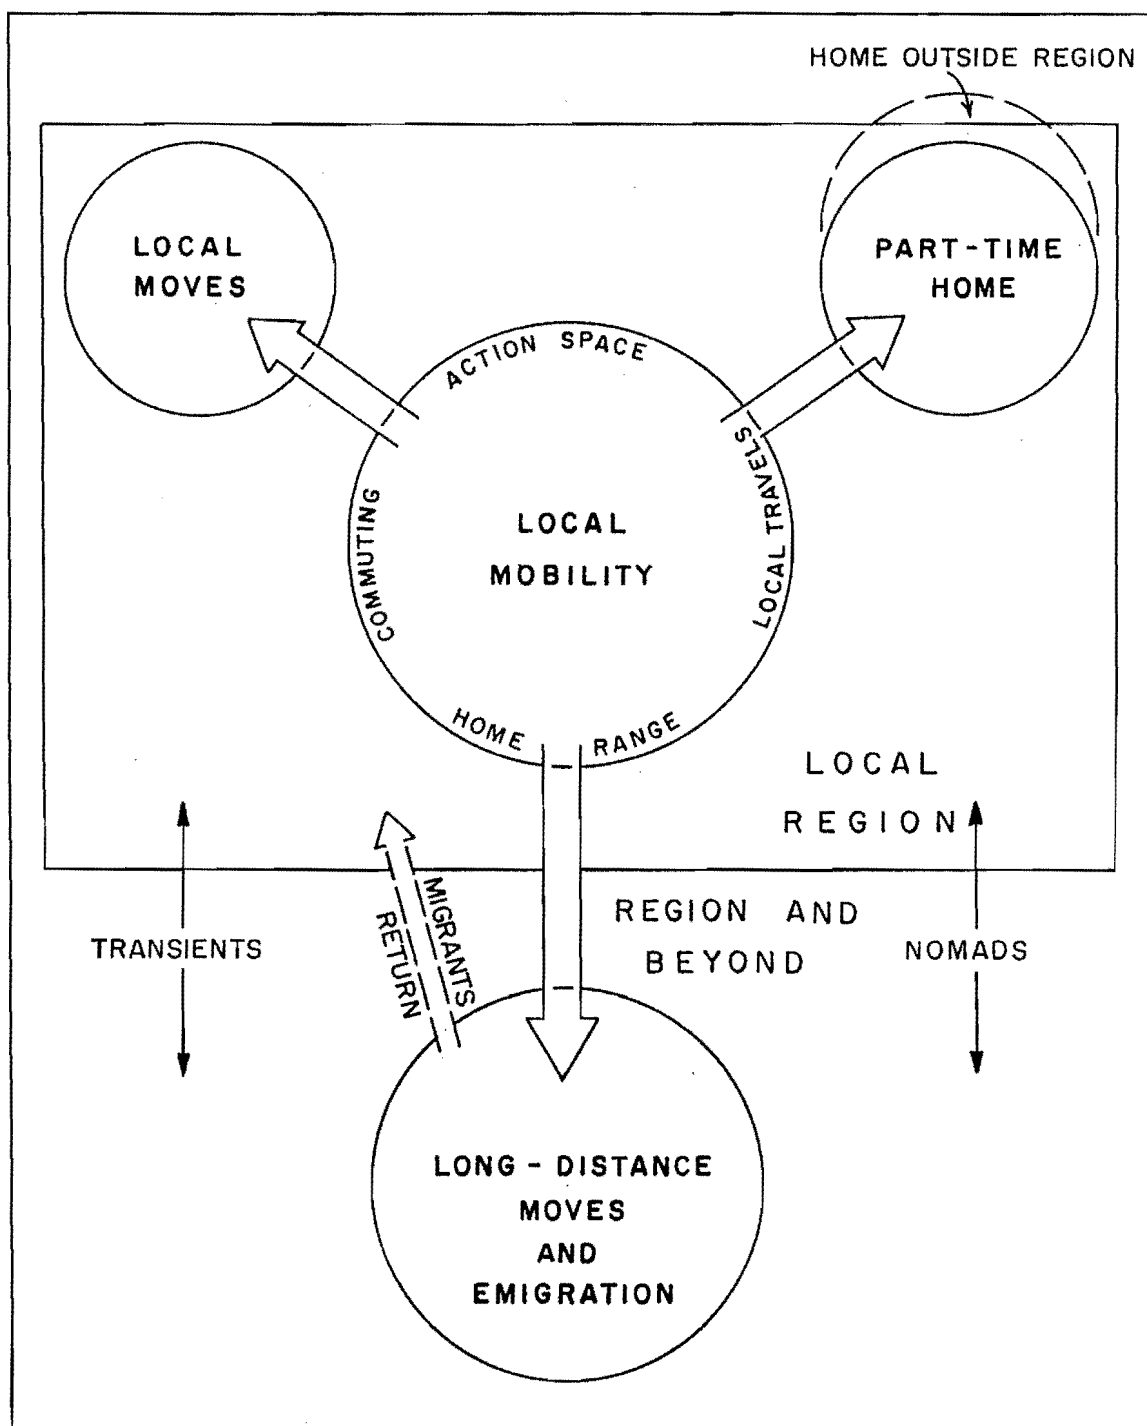 HOME OUTSIDE REGION
LOCAL
MOVES
PART-TIME
HOME
ACTION SPACE
COMMUTING
LOCAL TRAVELS
LOCAL
MOBILITY
HOME RANGE
LOCAL
REGION
MIGRANTS
RETURN
REGION AND
BEYOND
TRANSIENTS
NOMADS
LONG-DISTANCE
MOVES
AND
EMIGRATION